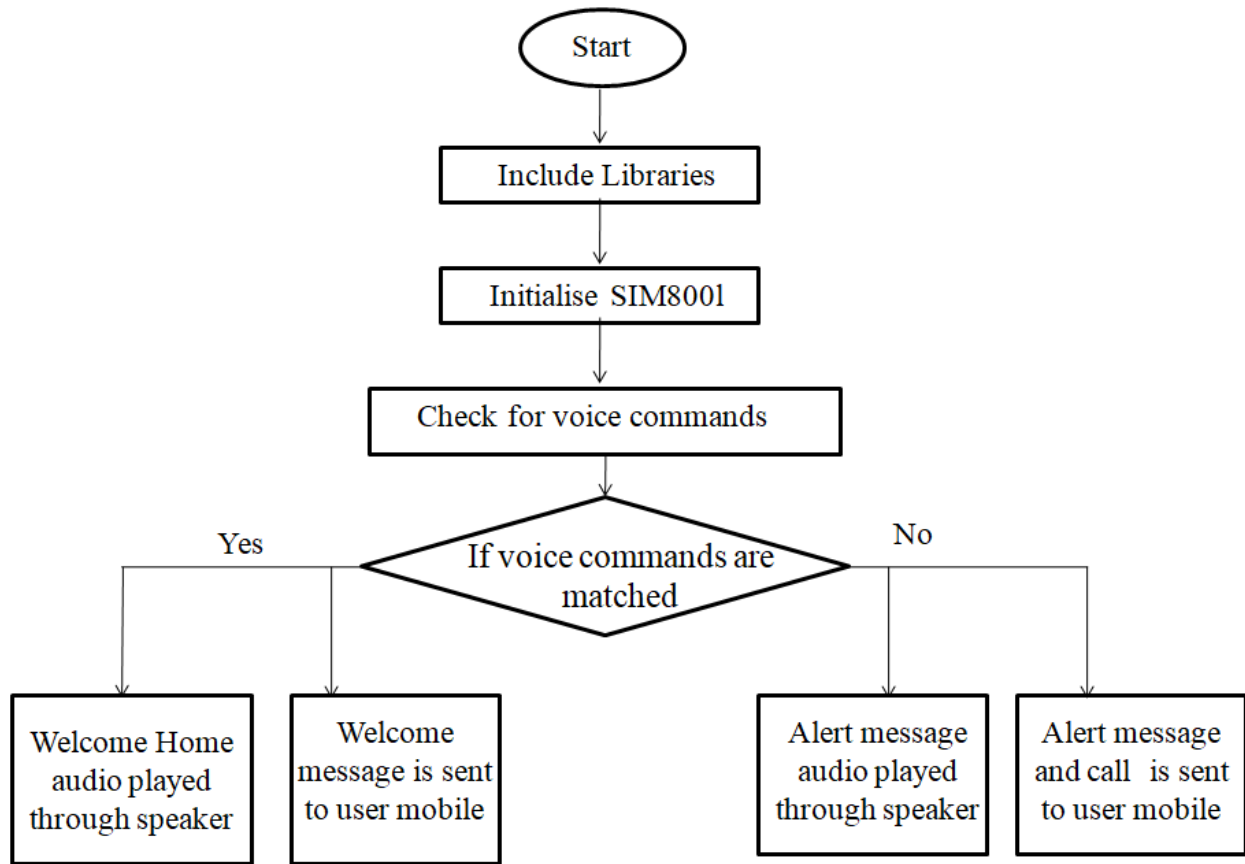 Start
Include Libraries
Initialise SIM800l
Check for voice commands
Yes
No
If voice commands are
matched
Welcome Home
audio played
through speaker
Welcome
message is sent
to user mobile
Alert message
audio played
through speaker
Alert message
and call is sent
to user mobile